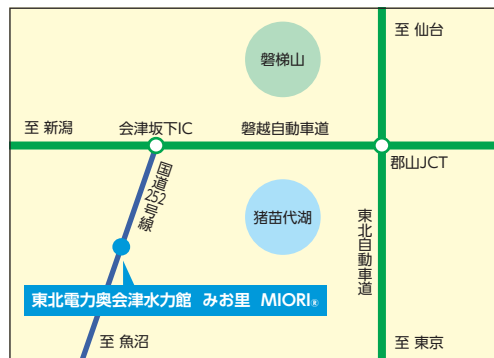 至 仙台
磐梯山
至 新潟
会津坂下IC
磐越自動車道
郡山JCT
国道252号線
猪苗代湖
東北自動車道
東北電力奥会津水力館 みお里 MIORI®
至 魚沼
至 東京